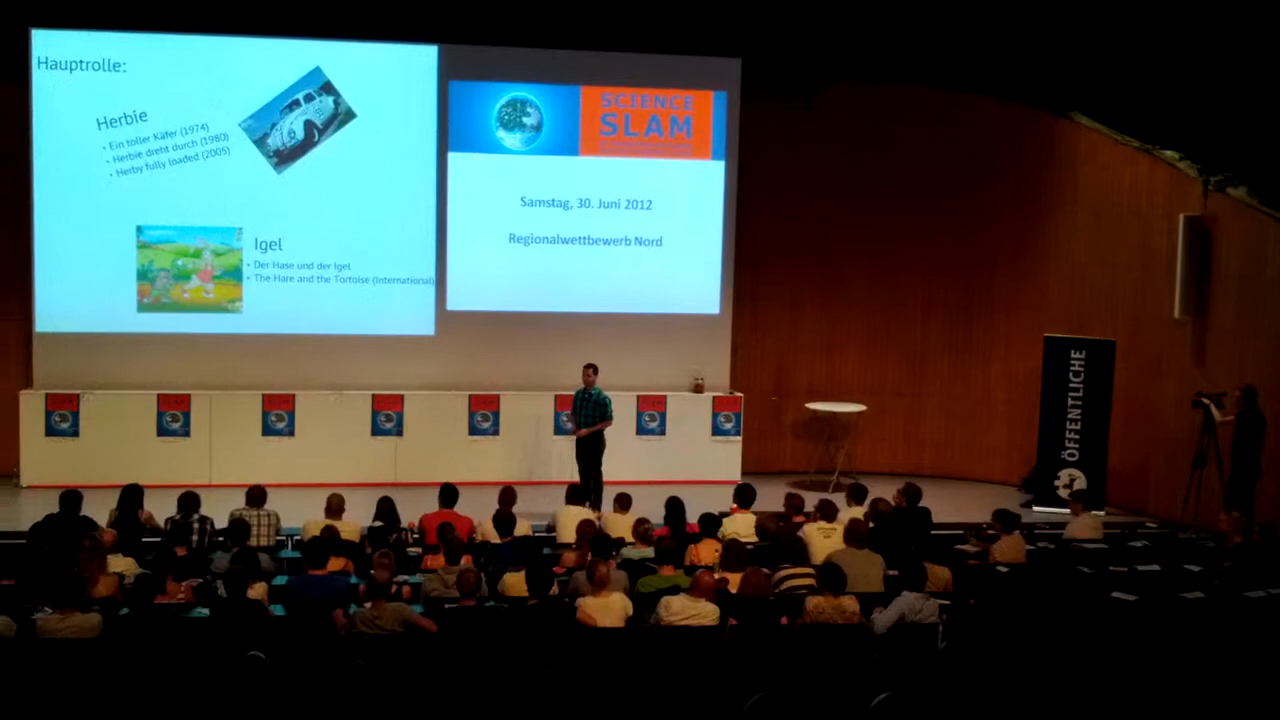 Hauptrolle:
Herbie
• Ein toller Käfer (1974)
• Herbie dreht durch (1980)
• Herby fully loaded (2005)
Igel
• Der Hase und der Igel
• The Hare and the Tortoise (International)
SCIENCE
SLAM
Samstag, 30. Juni 2012
Regionalwettbewerb Nord
ÖFFENTLICHE